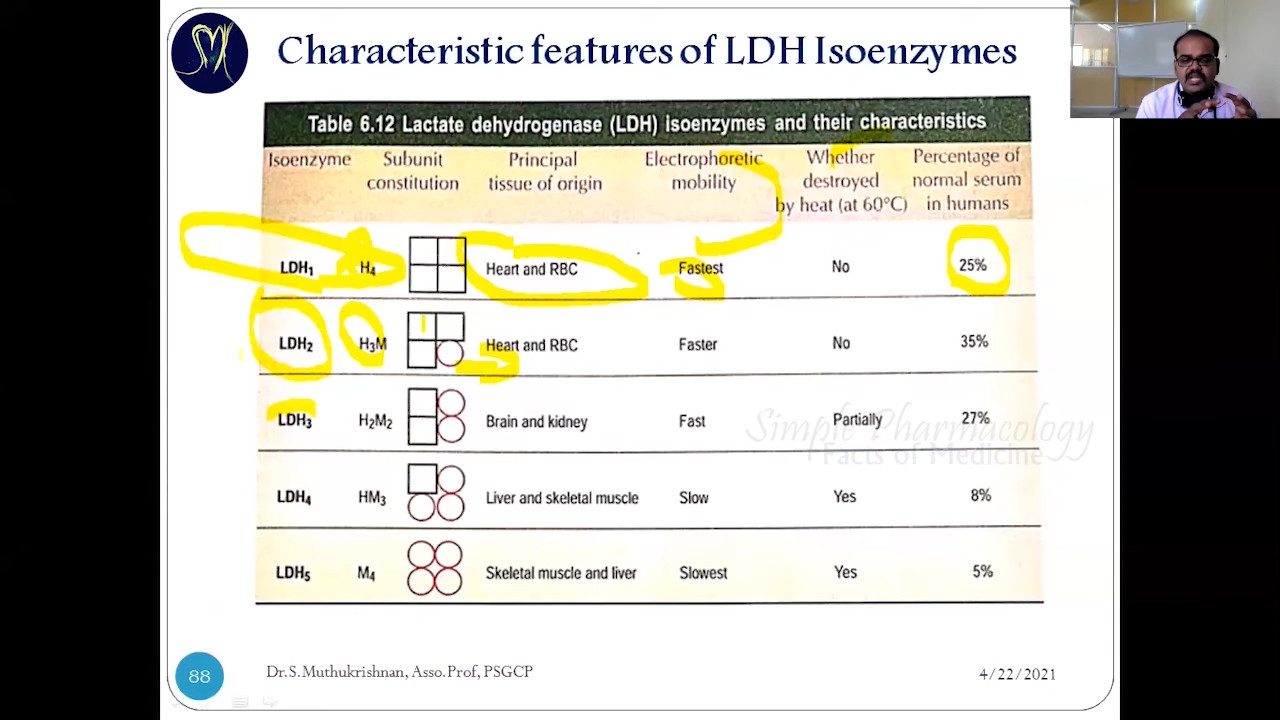 Characteristic features of LDH Isoenzymes
Table 6.12 Lactate dehydrogenase (LDH) isoenzymes and their characteristics
Isoenzyme Subunit constitution Principal tissue of origin Electrophoretic mobility Whether destroyed by heat (at 60°C) Percentage of normal serum in humans
LDH₁ H₄ Heart and RBC Fastest No 25%
LDH₂ H₃M Heart and RBC Faster No 35%
LDH₃ H₂M₂ Brain and kidney Fast Partially 27%
Simple Pharmacology
Facts of Medicine
LDH₄ HM₃ Liver and skeletal muscle Slow Yes 8%
LDH₅ M₄ Skeletal muscle and liver Slowest Yes 5%
88 Dr.S.Muthukrishnan, Asso.Prof, PSGCP 4/22/2021